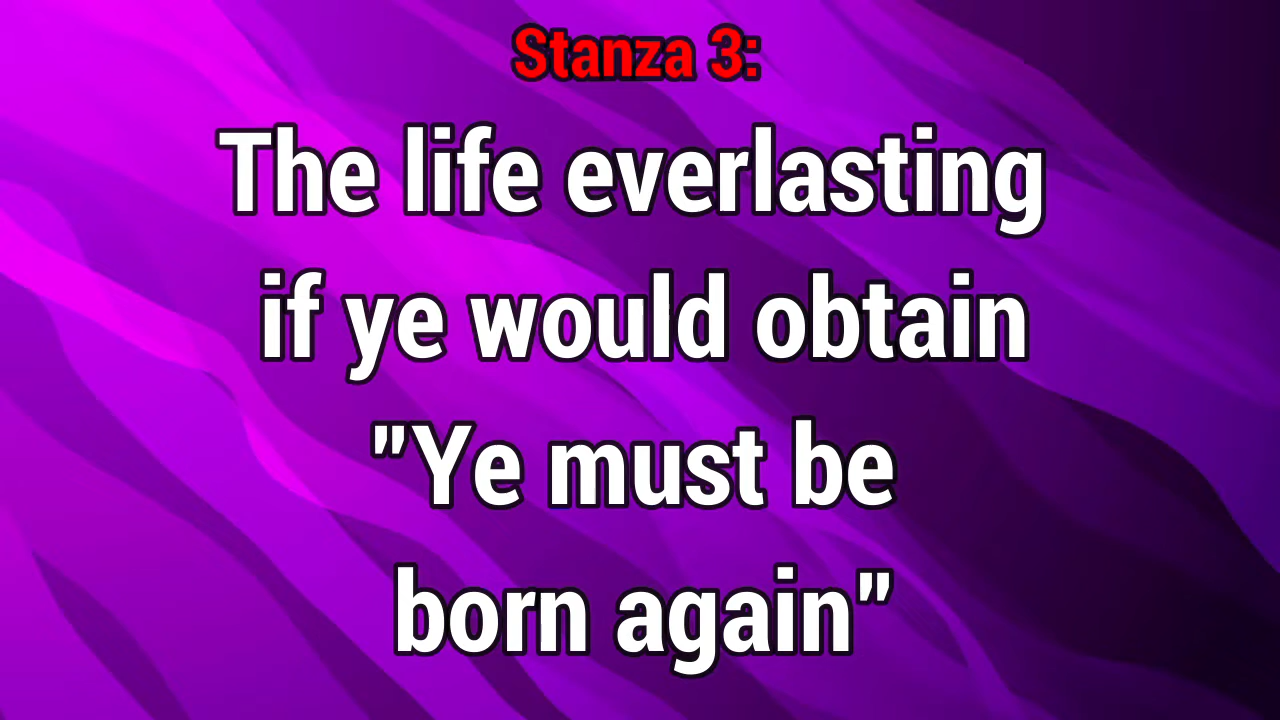 Stanza 3:
The life everlasting
if ye would obtain
"Ye must be
born again"